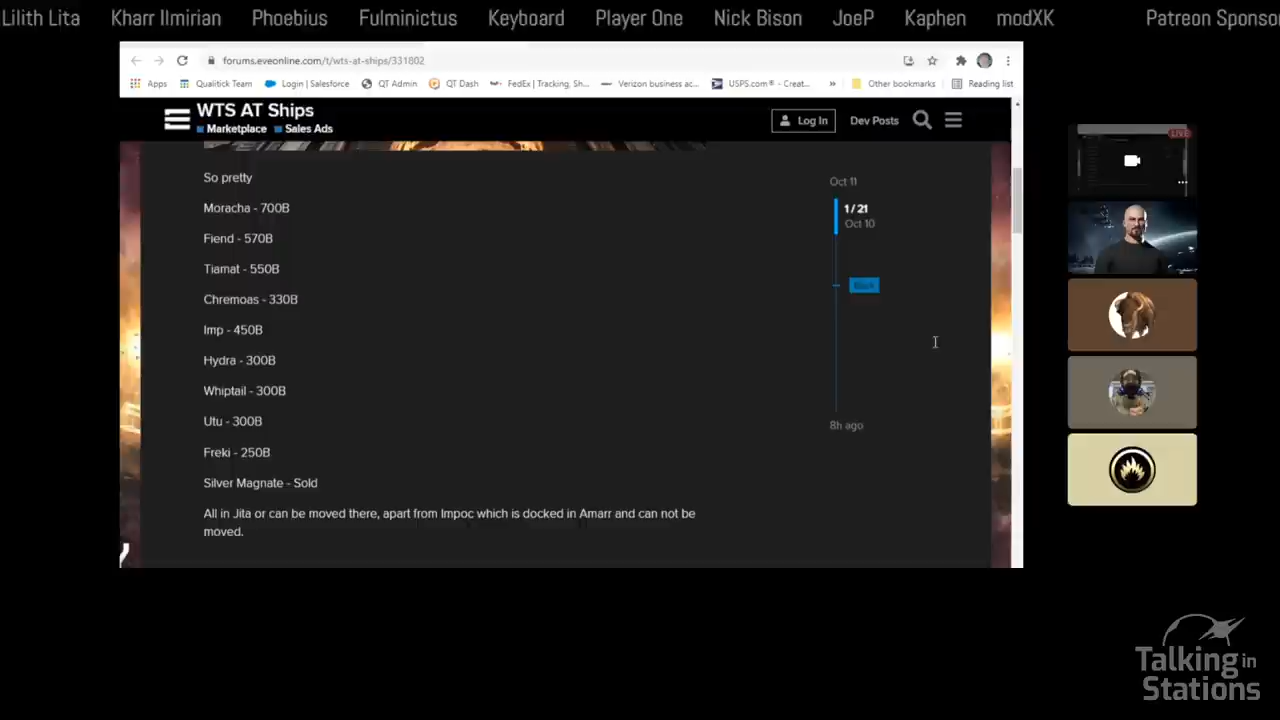 Lilith Lita Kharr Ilmirian Phoebius Fulminictus Keyboard Player One Nick Bison JoeP Kaphen modXK Patreon Sponso
forums.eveonline.com/t/wts-at-ships/331802
Apps Qualitick Team Login | Salesforce QT Admin QT Dash FedEx | Tracking, Sh... Verizon business ac... USPS.com® - Creat... » Other bookmarks Reading list
WTS AT Ships
Marketplace Sales Ads
Log In Dev Posts
LIVE
So pretty
Oct 11
Moracha - 700B
1 / 21
Oct 10
Fiend - 570B
Tiamat - 550B
Back
Chremoas - 330B
Imp - 450B
Hydra - 300B
Whiptail - 300B
Utu - 300B
8h ago
Freki - 250B
Silver Magnate - Sold
All in Jita or can be moved there, apart from Impoc which is docked in Amarr and can not be
moved.
Talking in
Stations